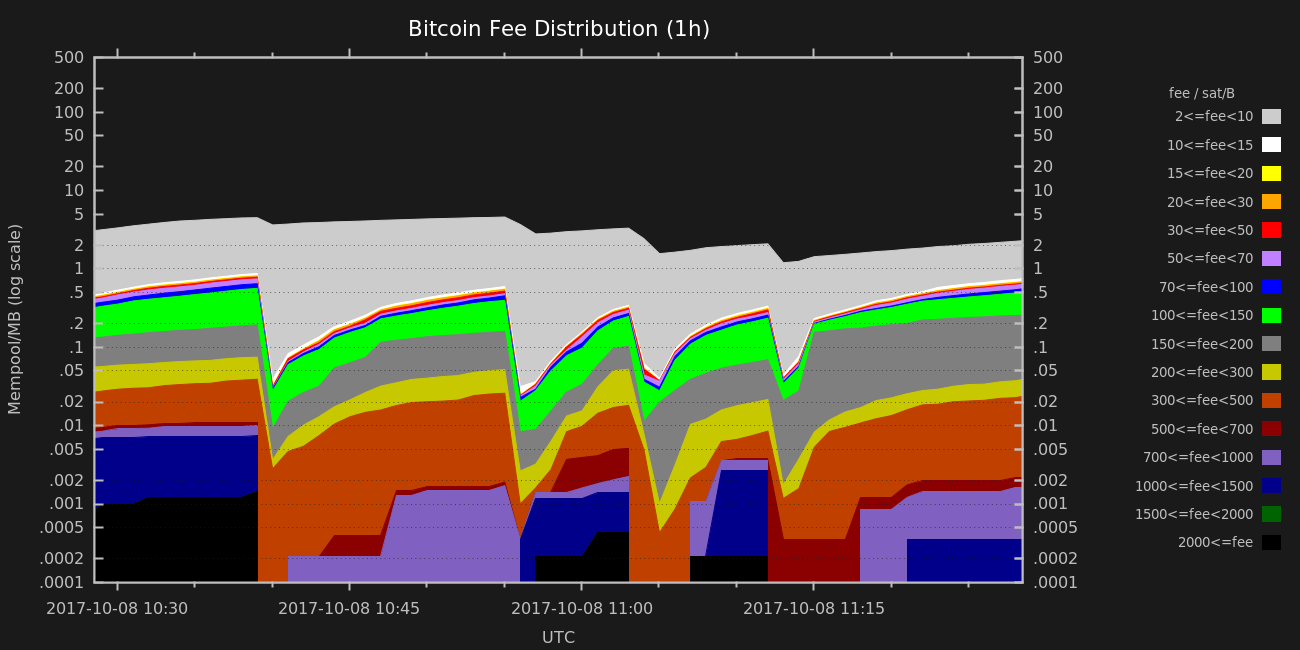 Bitcoin Fee Distribution (1h)
Mempool/MB (log scale)
500
200
100
50
20
10
5
2
1
.5
.2
.1
.05
.02
.01
.005
.002
.001
.0005
.0002
.0001
500
200
100
50
20
10
5
2
1
.5
.2
.1
.05
.02
.01
.005
.002
.001
.0005
.0002
.0001
2017-10-08 10:30
2017-10-08 10:45
2017-10-08 11:00
2017-10-08 11:15
UTC
fee / sat/B
2<=fee<10
10<=fee<15
15<=fee<20
20<=fee<30
30<=fee<50
50<=fee<70
70<=fee<100
100<=fee<150
150<=fee<200
200<=fee<300
300<=fee<500
500<=fee<700
700<=fee<1000
1000<=fee<1500
1500<=fee<2000
2000<=fee